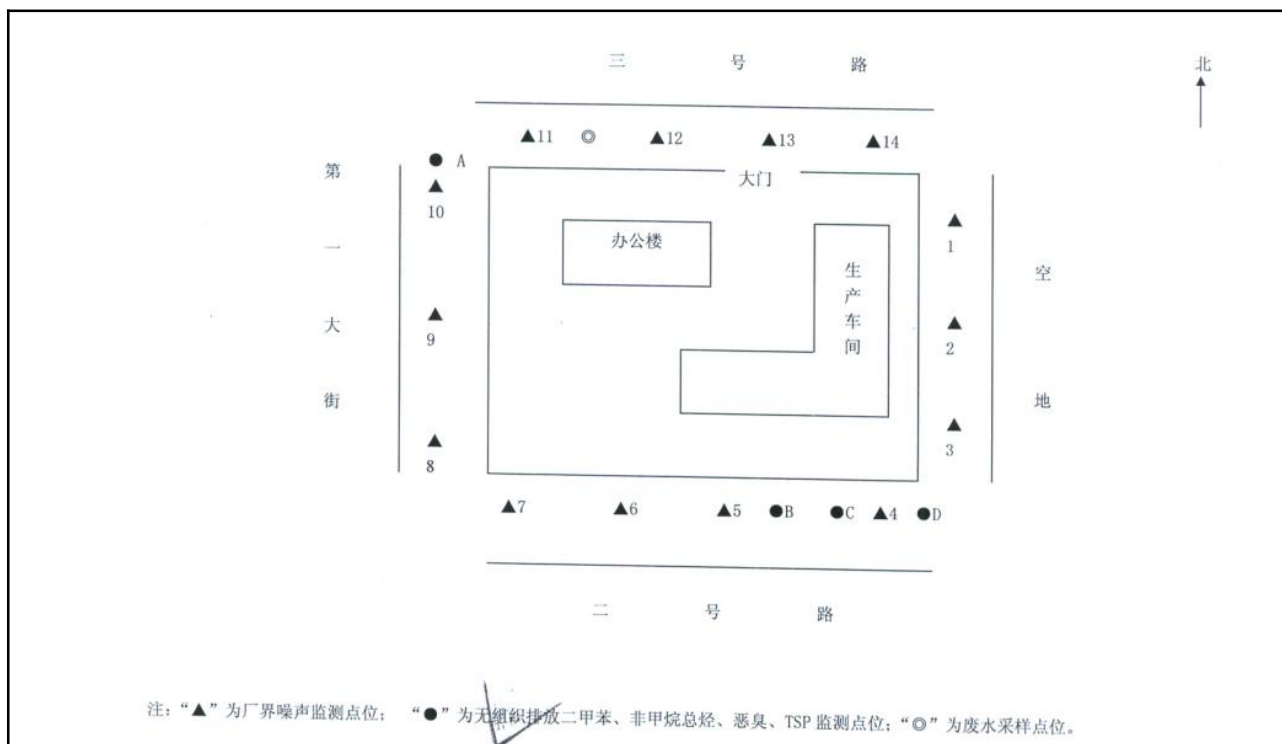 三 号 路
北
▲11 ◎ ▲12 ▲13 ▲14
● A
大门
第一大街
▲
10
办公楼
▲
1
生产车间
空地
▲
9
▲
2
▲
8
▲
3
▲7 ▲6 ▲5 ●B ●C ▲4 ●D
二 号 路
注：“▲”为厂界噪声监测点位； “●”为无组织排放二甲苯、非甲烷总烃、恶臭、TSP 监测点位；“◎”为废水采样点位。